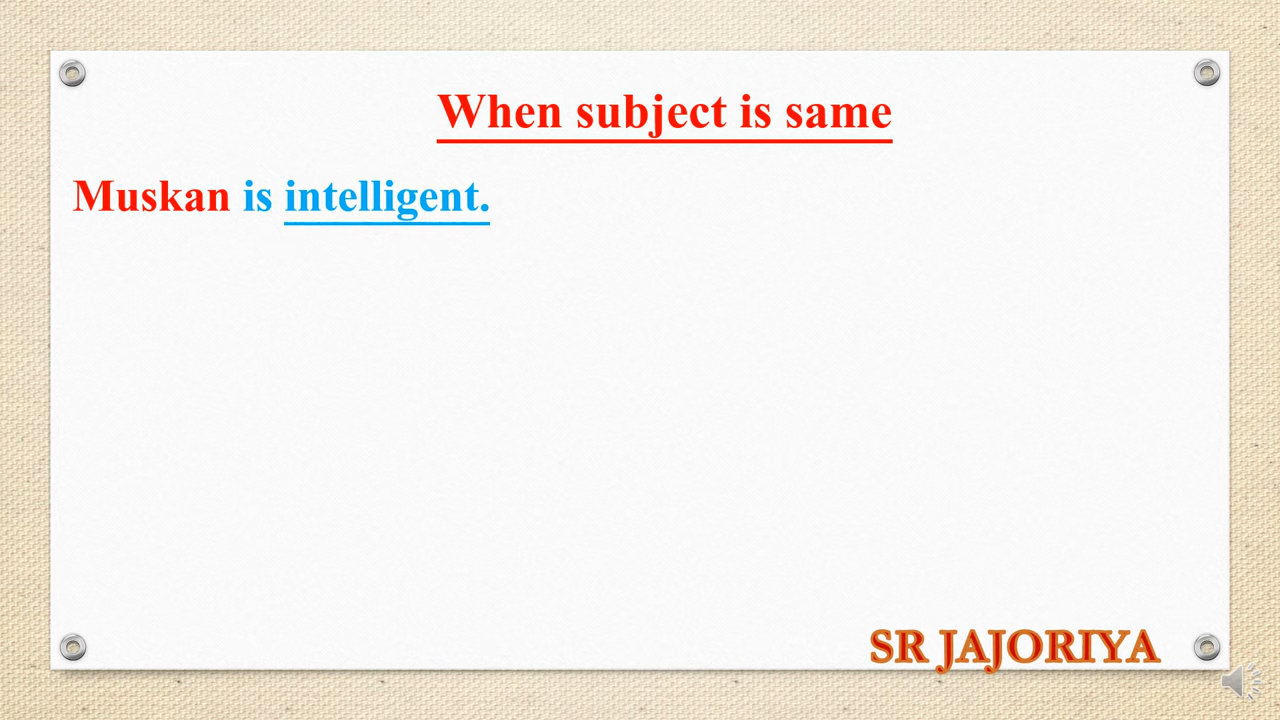 When subject is same
Muskan is intelligent.
SR JAJORIYA